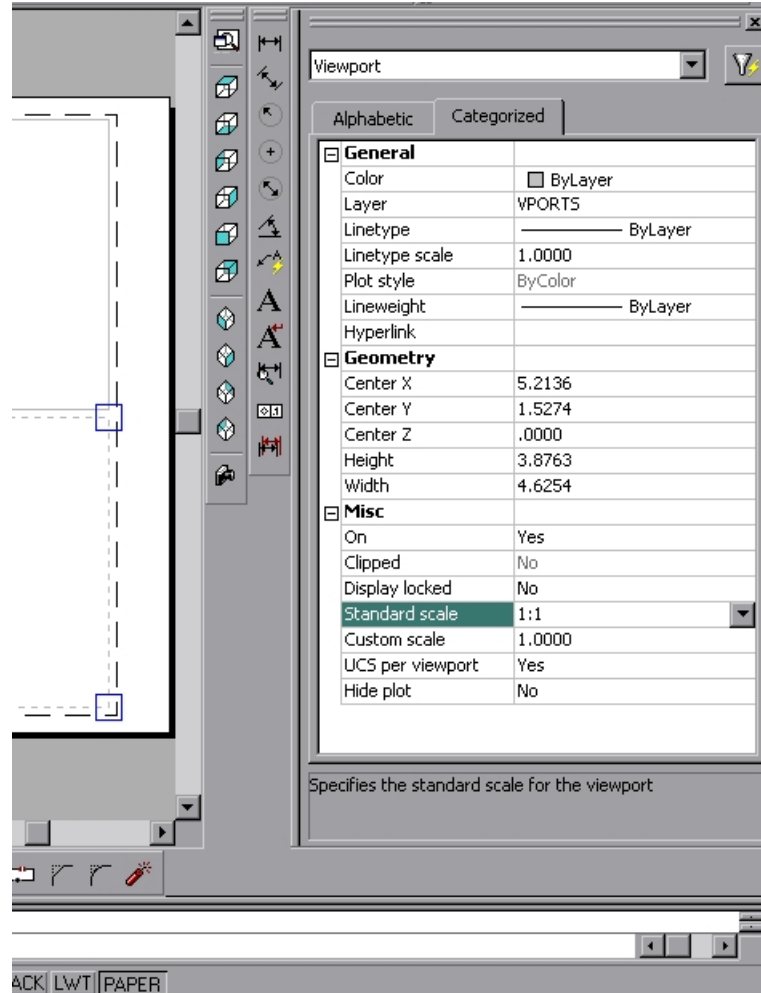 Viewport
Alphabetic Categorized
General
Color ByLayer
Layer VPORTS
Linetype ByLayer
Linetype scale 1.0000
Plot style ByColor
Lineweight ByLayer
Hyperlink
Geometry
Center X 5.2136
Center Y 1.5274
Center Z .0000
Height 3.8763
Width 4.6254
Misc
On Yes
Clipped No
Display locked No
Standard scale 1:1
Custom scale 1.0000
UCS per viewport Yes
Hide plot No
Specifies the standard scale for the viewport
ACK LWT PAPER